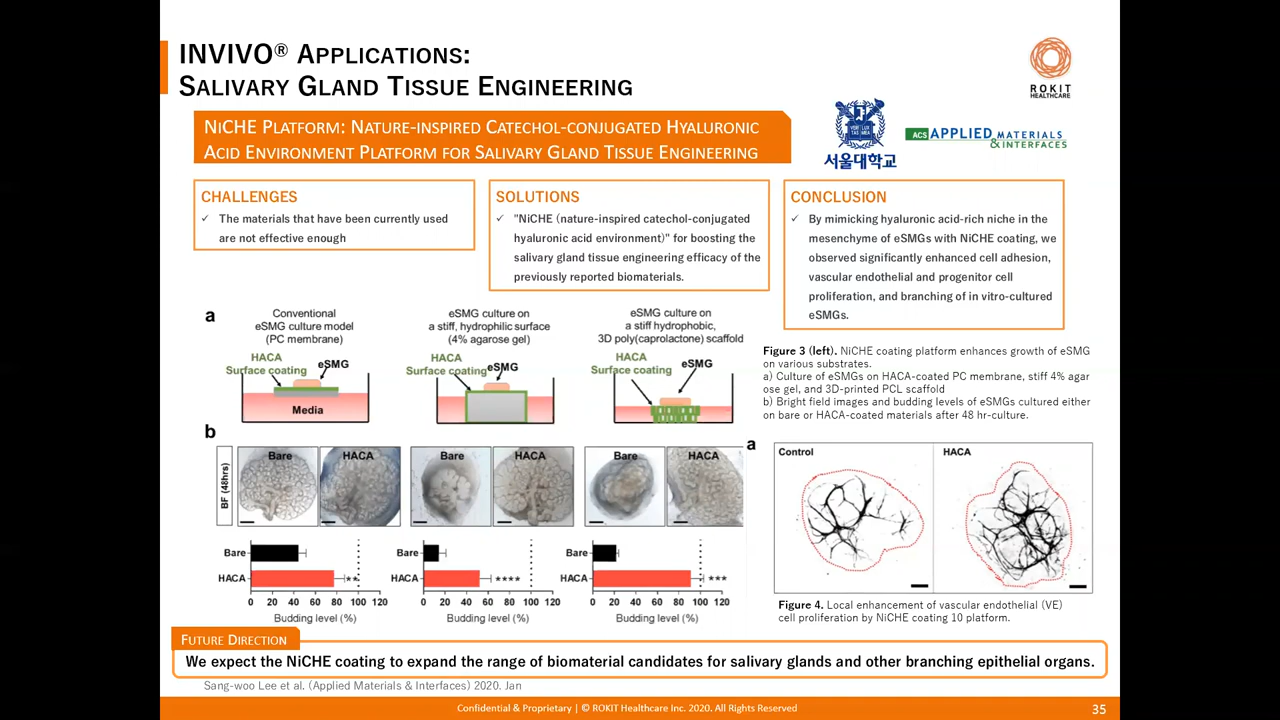 INVIVO® APPLICATIONS:
SALIVARY GLAND TISSUE ENGINEERING
ROKIT
HEALTHCARE
NICHE PLATFORM: NATURE-INSPIRED CATECHOL-CONJUGATED HYALURONIC
ACID ENVIRONMENT PLATFORM FOR SALIVARY GLAND TISSUE ENGINEERING
서울대학교
ACS APPLIED MATERIALS
&INTERFACES
CHALLENGES
✓ The materials that have been currently used
are not effective enough
SOLUTIONS
✓ "NiCHE (nature-inspired catechol-conjugated
hyaluronic acid environment)" for boosting the
salivary gland tissue engineering efficacy of the
previously reported biomaterials.
CONCLUSION
✓ By mimicking hyaluronic acid-rich niche in the
mesenchyme of eSMGs with NiCHE coating, we
observed significantly enhanced cell adhesion,
vascular endothelial and progenitor cell
proliferation, and branching of in vitro-cultured
eSMGs.
a
Conventional
eSMG culture model
(PC membrane)
HACA
Surface coating
eSMG
Media
eSMG culture on
a stiff, hydrophilic surface
(4% agarose gel)
HACA
Surface coating
eSMG
eSMG culture on
a stiff hydrophobic,
3D poly(caprolactone) scaffold
HACA
Surface coating
eSMG
Figure 3 (left). NiCHE coating platform enhances growth of eSMG
on various substrates.
a) Culture of eSMGs on HACA-coated PC membrane, stiff 4% agar
ose gel, and 3D-printed PCL scaffold
b) Bright field images and budding levels of eSMGs cultured either
on bare or HACA-coated materials after 48 hr-culture.
b
BF (48hrs)
Bare HACA
Bare HACA
Bare HACA
Bare
HACA
**
0 20 40 60 80 100 120
Budding level (%)
Bare
HACA
****
0 20 40 60 80 100 120
Budding level (%)
Bare
HACA
***
0 20 40 60 80 100 120
Budding level (%)
a
Control
HACA
Figure 4. Local enhancement of vascular endothelial (VE)
cell proliferation by NiCHE coating 10 platform.
FUTURE DIRECTION
We expect the NiCHE coating to expand the range of biomaterial candidates for salivary glands and other branching epithelial organs.
Sang-woo Lee et al. (Applied Materials & Interfaces) 2020. Jan
Confidential & Proprietary | © ROKIT Healthcare Inc. 2020. All Rights Reserved
35